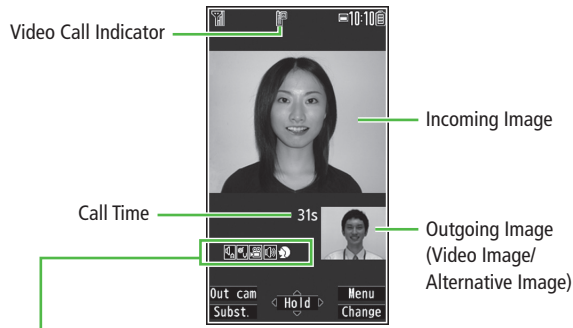 10:10
Video Call Indicator
Incoming Image
Call Time
31s
Outgoing Image
(Video Image/
Alternative Image)
Out cam
Menu
Hold
Subst.
Change